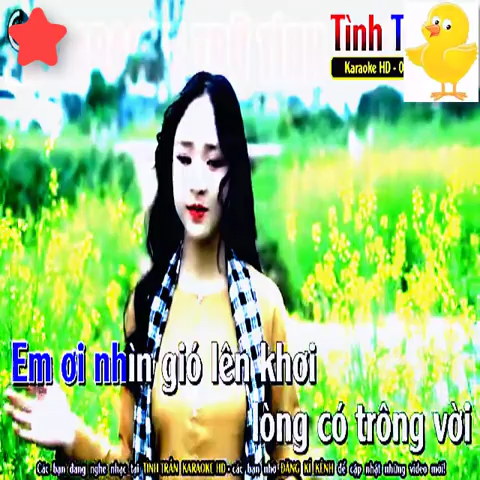 Tình T
Karaoke HD - 0
Em ơi nhìn gió lên khơi
lòng có trông vời
Các bạn đang nghe nhạc tại TÌNH TRẦN KARAOKE HD - các bạn nhớ ĐĂNG KÍ KÊNH để cập nhật những video mới!